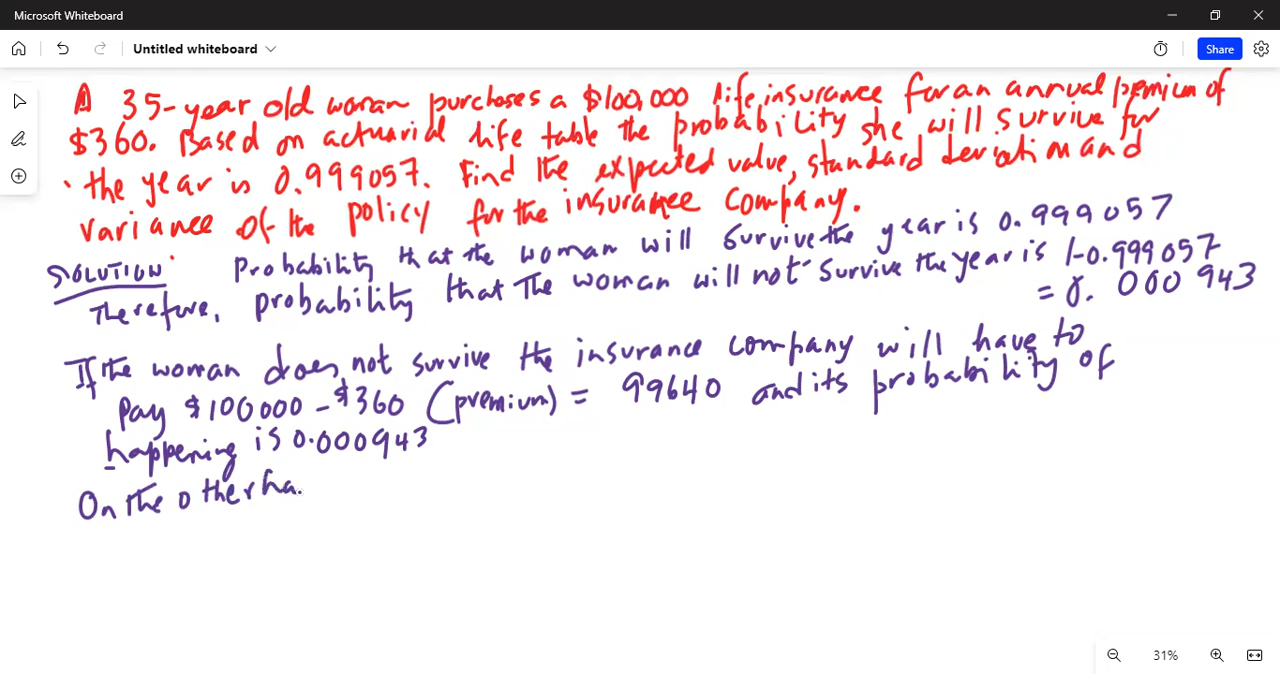 Microsoft Whiteboard
Untitled whiteboard
Share
A 35-year old woman purchases a $100,000 life insurance for an annual premium of
$360. Based on actuarial life table the probability she will survive for
the year is 0.999057. Find the expected value, standard deviation and
variance of the policy for the insurance company.
SOLUTION Probability that the woman will survive the year is 0.999057
Therefore, probability that the woman will not survive the year is 1-0.999057
= 0.000943
If the woman does not survive the insurance company will have to
pay $100000 - $360 (premium) = 99640 and its probability of
happening is 0.000943
On the other ha
31%